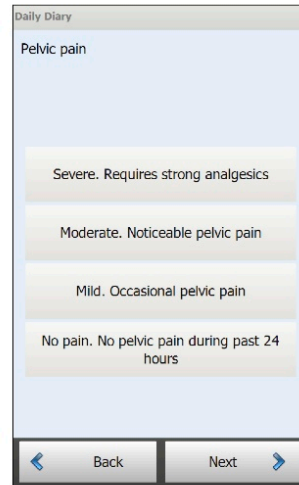 Daily Diary
Pelvic pain
Severe. Requires strong analgesics
Moderate. Noticeable pelvic pain
Mild. Occasional pelvic pain
No pain. No pelvic pain during past 24
hours
Back
Next